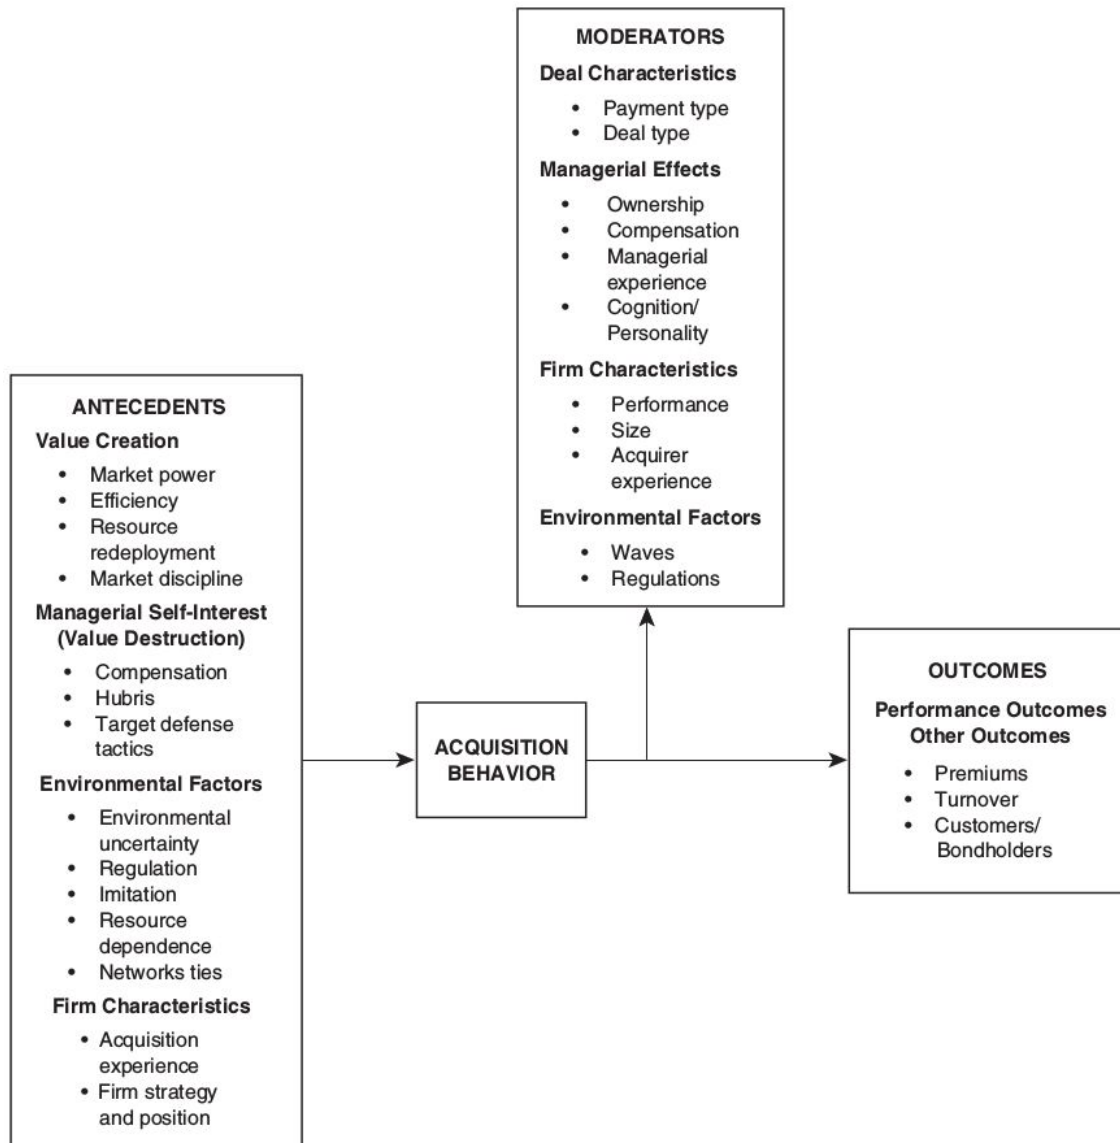 MODERATORS
Deal Characteristics
• Payment type
• Deal type
Managerial Effects
• Ownership
• Compensation
• Managerial
experience
• Cognition/
Personality
Firm Characteristics
• Performance
• Size
• Acquirer
experience
Environmental Factors
• Waves
• Regulations
ANTECEDENTS
Value Creation
• Market power
• Efficiency
• Resource
redeployment
• Market discipline
Managerial Self-Interest
(Value Destruction)
• Compensation
• Hubris
• Target defense
tactics
Environmental Factors
• Environmental
uncertainty
• Regulation
• Imitation
• Resource
dependence
• Networks ties
Firm Characteristics
• Acquisition
experience
• Firm strategy
and position
ACQUISITION
BEHAVIOR
OUTCOMES
Performance Outcomes
Other Outcomes
• Premiums
• Turnover
• Customers/
Bondholders